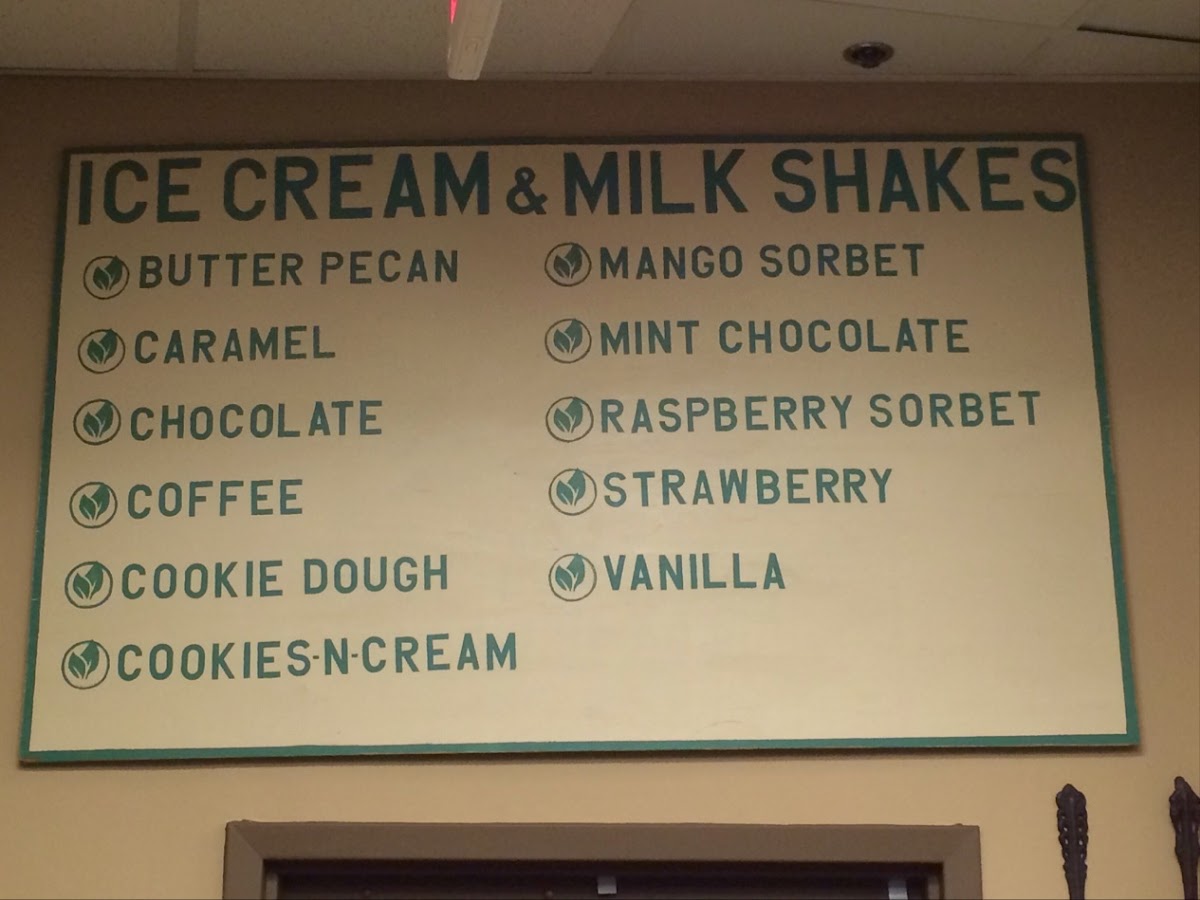 ICE CREAM & MILK SHAKES
BUTTER PECAN
CARAMEL
CHOCOLATE
COFFEE
COOKIE DOUGH
COOKIES-N-CREAM
MANGO SORBET
MINT CHOCOLATE
RASPBERRY SORBET
STRAWBERRY
VANILLA